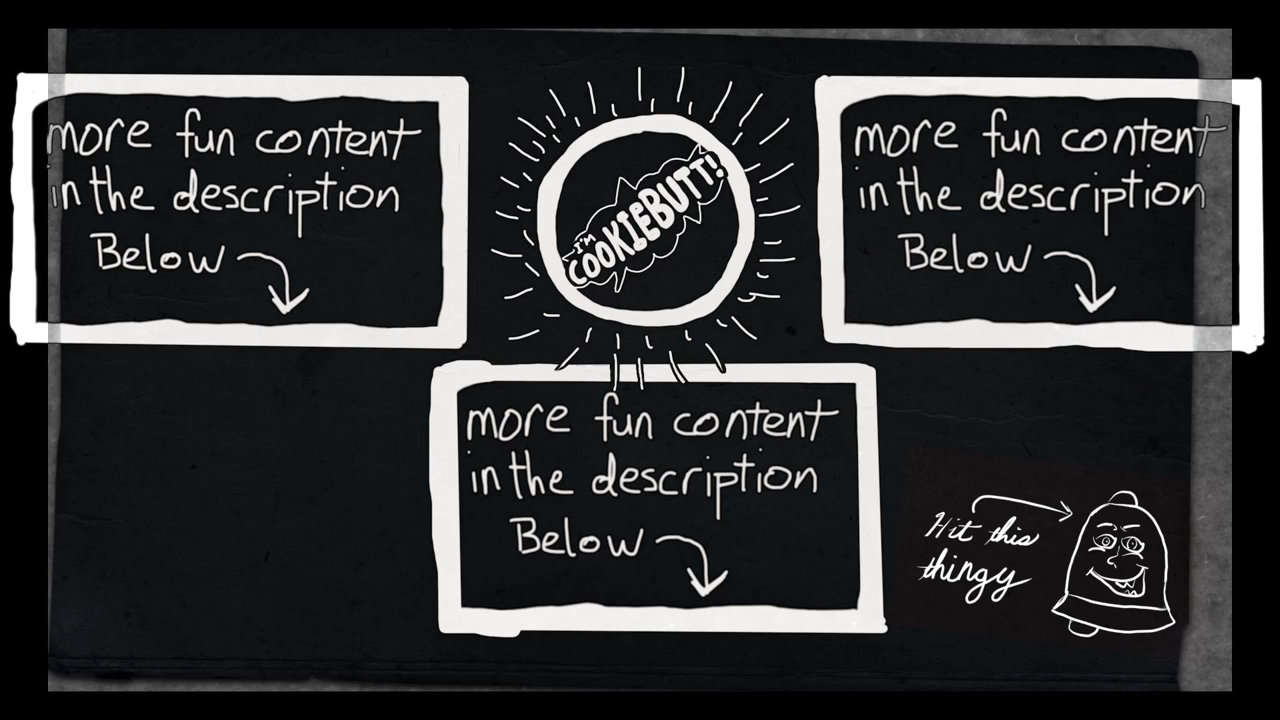 more fun content
in the description
Below
I'M
COOKIEBUTT!
more fun content
in the description
Below
more fun content
in the description
Below
Hit this
thingy